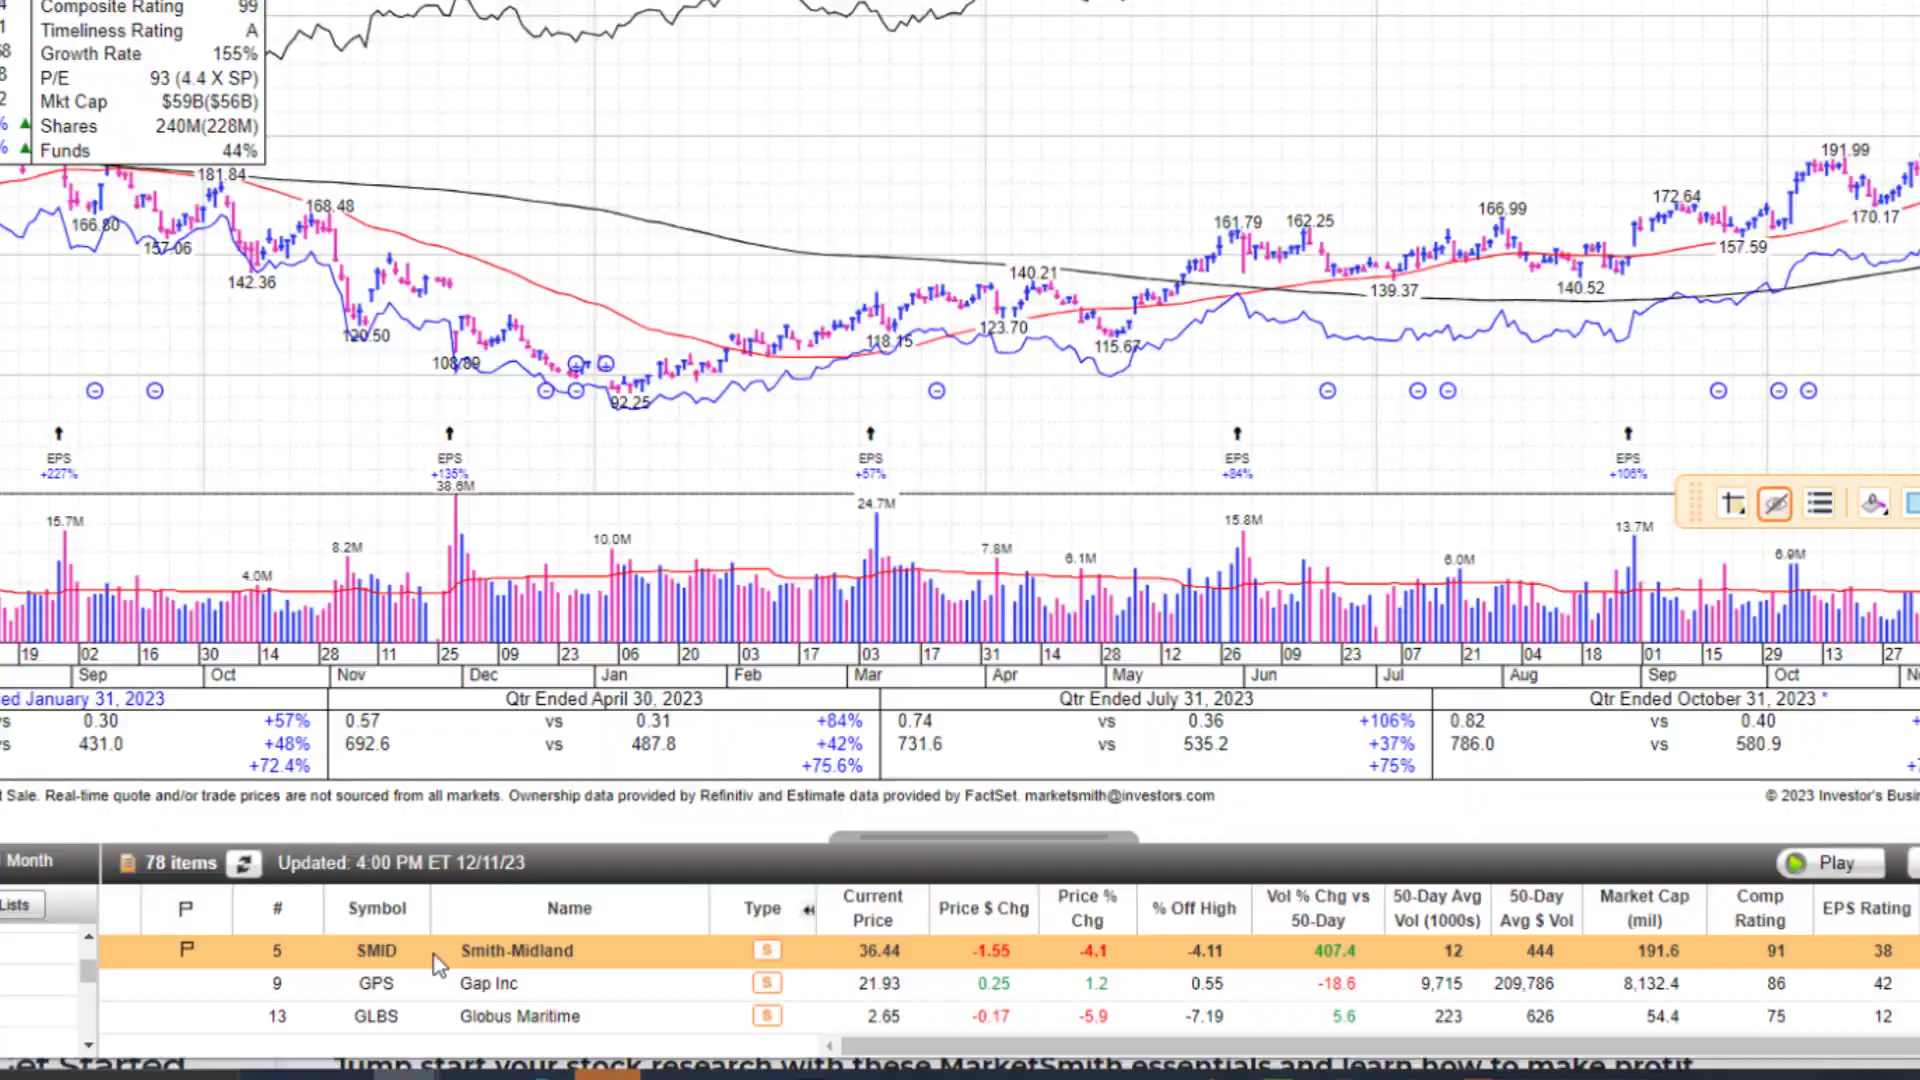 Composite Rating 99
Timeliness Rating A
Growth Rate 155%
P/E 93 (4.4 X SP)
Mkt Cap $59B($56B)
Shares 240M(228M)
Funds 44%
181.84
168.48
166.80
157.06
142.36
120.50
108.89
92.25
118.15
140.21
123.70
115.67
161.79
162.25
139.37
166.99
140.52
172.64
157.59
191.99
170.17
EPS EPS EPS EPS EPS
+227% +135% +57% +84% +106%
15.7M
4.0M
8.2M
38.6M
10.0M
24.7M
7.8M
6.1M
15.8M
6.0M
13.7M
6.9M
19 02 16 30 14 28 11 25 09 23 06 20 03 17 03 17 31 14 28 12 26 09 23 07 21 04 18 01 15 29 13 27
Sep Oct Nov Dec Jan Feb Mar Apr May Jun Jul Aug Sep Oct
ed January 31, 2023 Qtr Ended April 30, 2023 Qtr Ended July 31, 2023 Qtr Ended October 31, 2023 *
0.30 +57% 0.57 vs 0.31 +84% 0.74 vs 0.36 +106% 0.82 vs 0.40
431.0 +48% 692.6 vs 487.8 +42% 731.6 vs 535.2 +37% 786.0 vs 580.9
+72.4% +75.6% +75%
t Sale. Real-time quote and/or trade prices are not sourced from all markets. Ownership data provided by Refinitiv and Estimate data provided by FactSet. marketsmith@investors.com © 2023 Investor's Busi
Month 78 items Updated: 4:00 PM ET 12/11/23 Play
Lists
# Symbol Name Type Current Price Price $ Chg Price % Chg % Off High Vol % Chg vs 50-Day 50-Day Avg Vol (1000s) 50-Day Avg $ Vol Market Cap (mil) Comp Rating EPS Rating
5 SMID Smith-Midland S 36.44 -1.55 -4.1 -4.11 407.4 12 444 191.6 91 38
9 GPS Gap Inc S 21.93 0.25 1.2 0.55 -18.6 9,715 209,786 8,132.4 86 42
13 GLBS Globus Maritime S 2.65 -0.17 -5.9 -7.19 5.6 223 626 54.4 75 12
et Started Jump start your stock research with these MarketSmith essentials and learn how to make profit